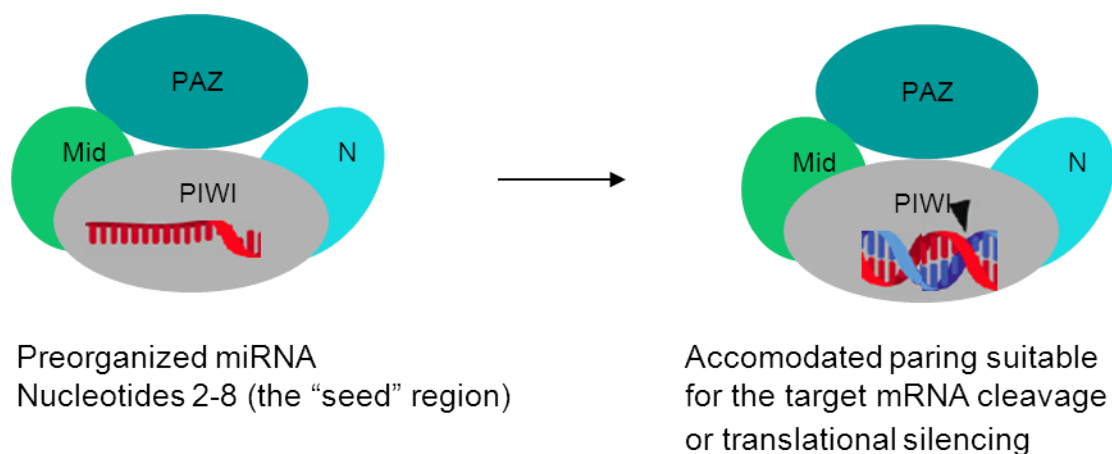 PAZ
Mid
N
PIWI
Preorganized miRNA
Nucleotides 2-8 (the “seed” region)
PAZ
Mid
N
PIWI
Accomodated paring suitable
for the target mRNA cleavage
or translational silencing